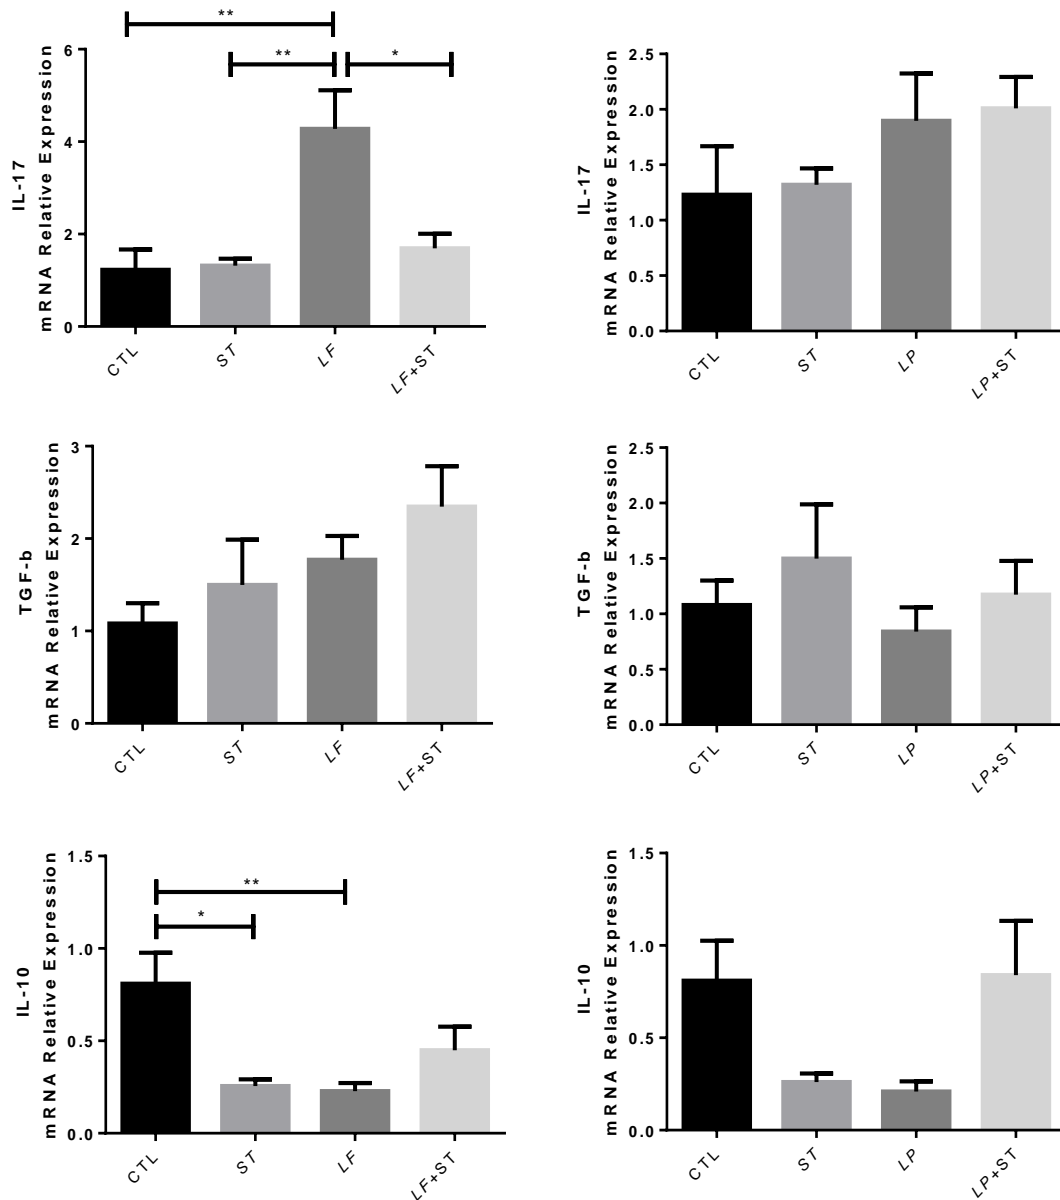 **
** *
IL-17
mRNA Relative Expression
6
4
2
0
CTL
ST
LF
LF+ST
IL-17
mRNA Relative Expression
2.5
2.0
1.5
1.0
0.5
0.0
CTL
ST
LP
LP+ST
TGF-b
mRNA Relative Expression
3
2
1
0
CTL
ST
LF
LF+ST
TGF-b
mRNA Relative Expression
2.5
2.0
1.5
1.0
0.5
0.0
CTL
ST
LP
LP+ST
IL-10
mRNA Relative Expression
1.5
1.0
0.5
0.0
**
*
CTL
ST
LF
LF+ST
IL-10
mRNA Relative Expression
1.5
1.0
0.5
0.0
CTL
ST
LP
LP+ST